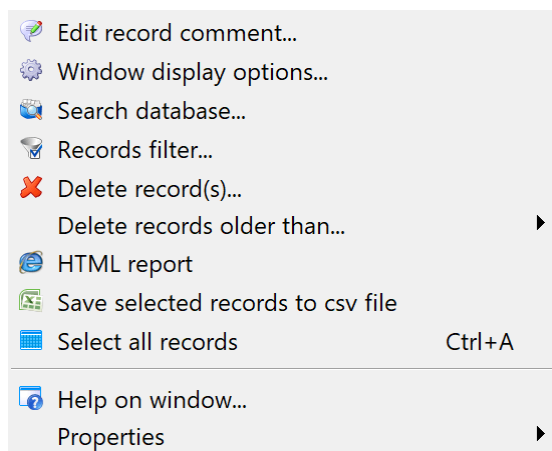 Edit record comment...
Window display options...
Search database...
Records filter...
Delete record(s)...
Delete records older than...
HTML report
Save selected records to csv file
Select all records Ctrl+A
Help on window...
Properties